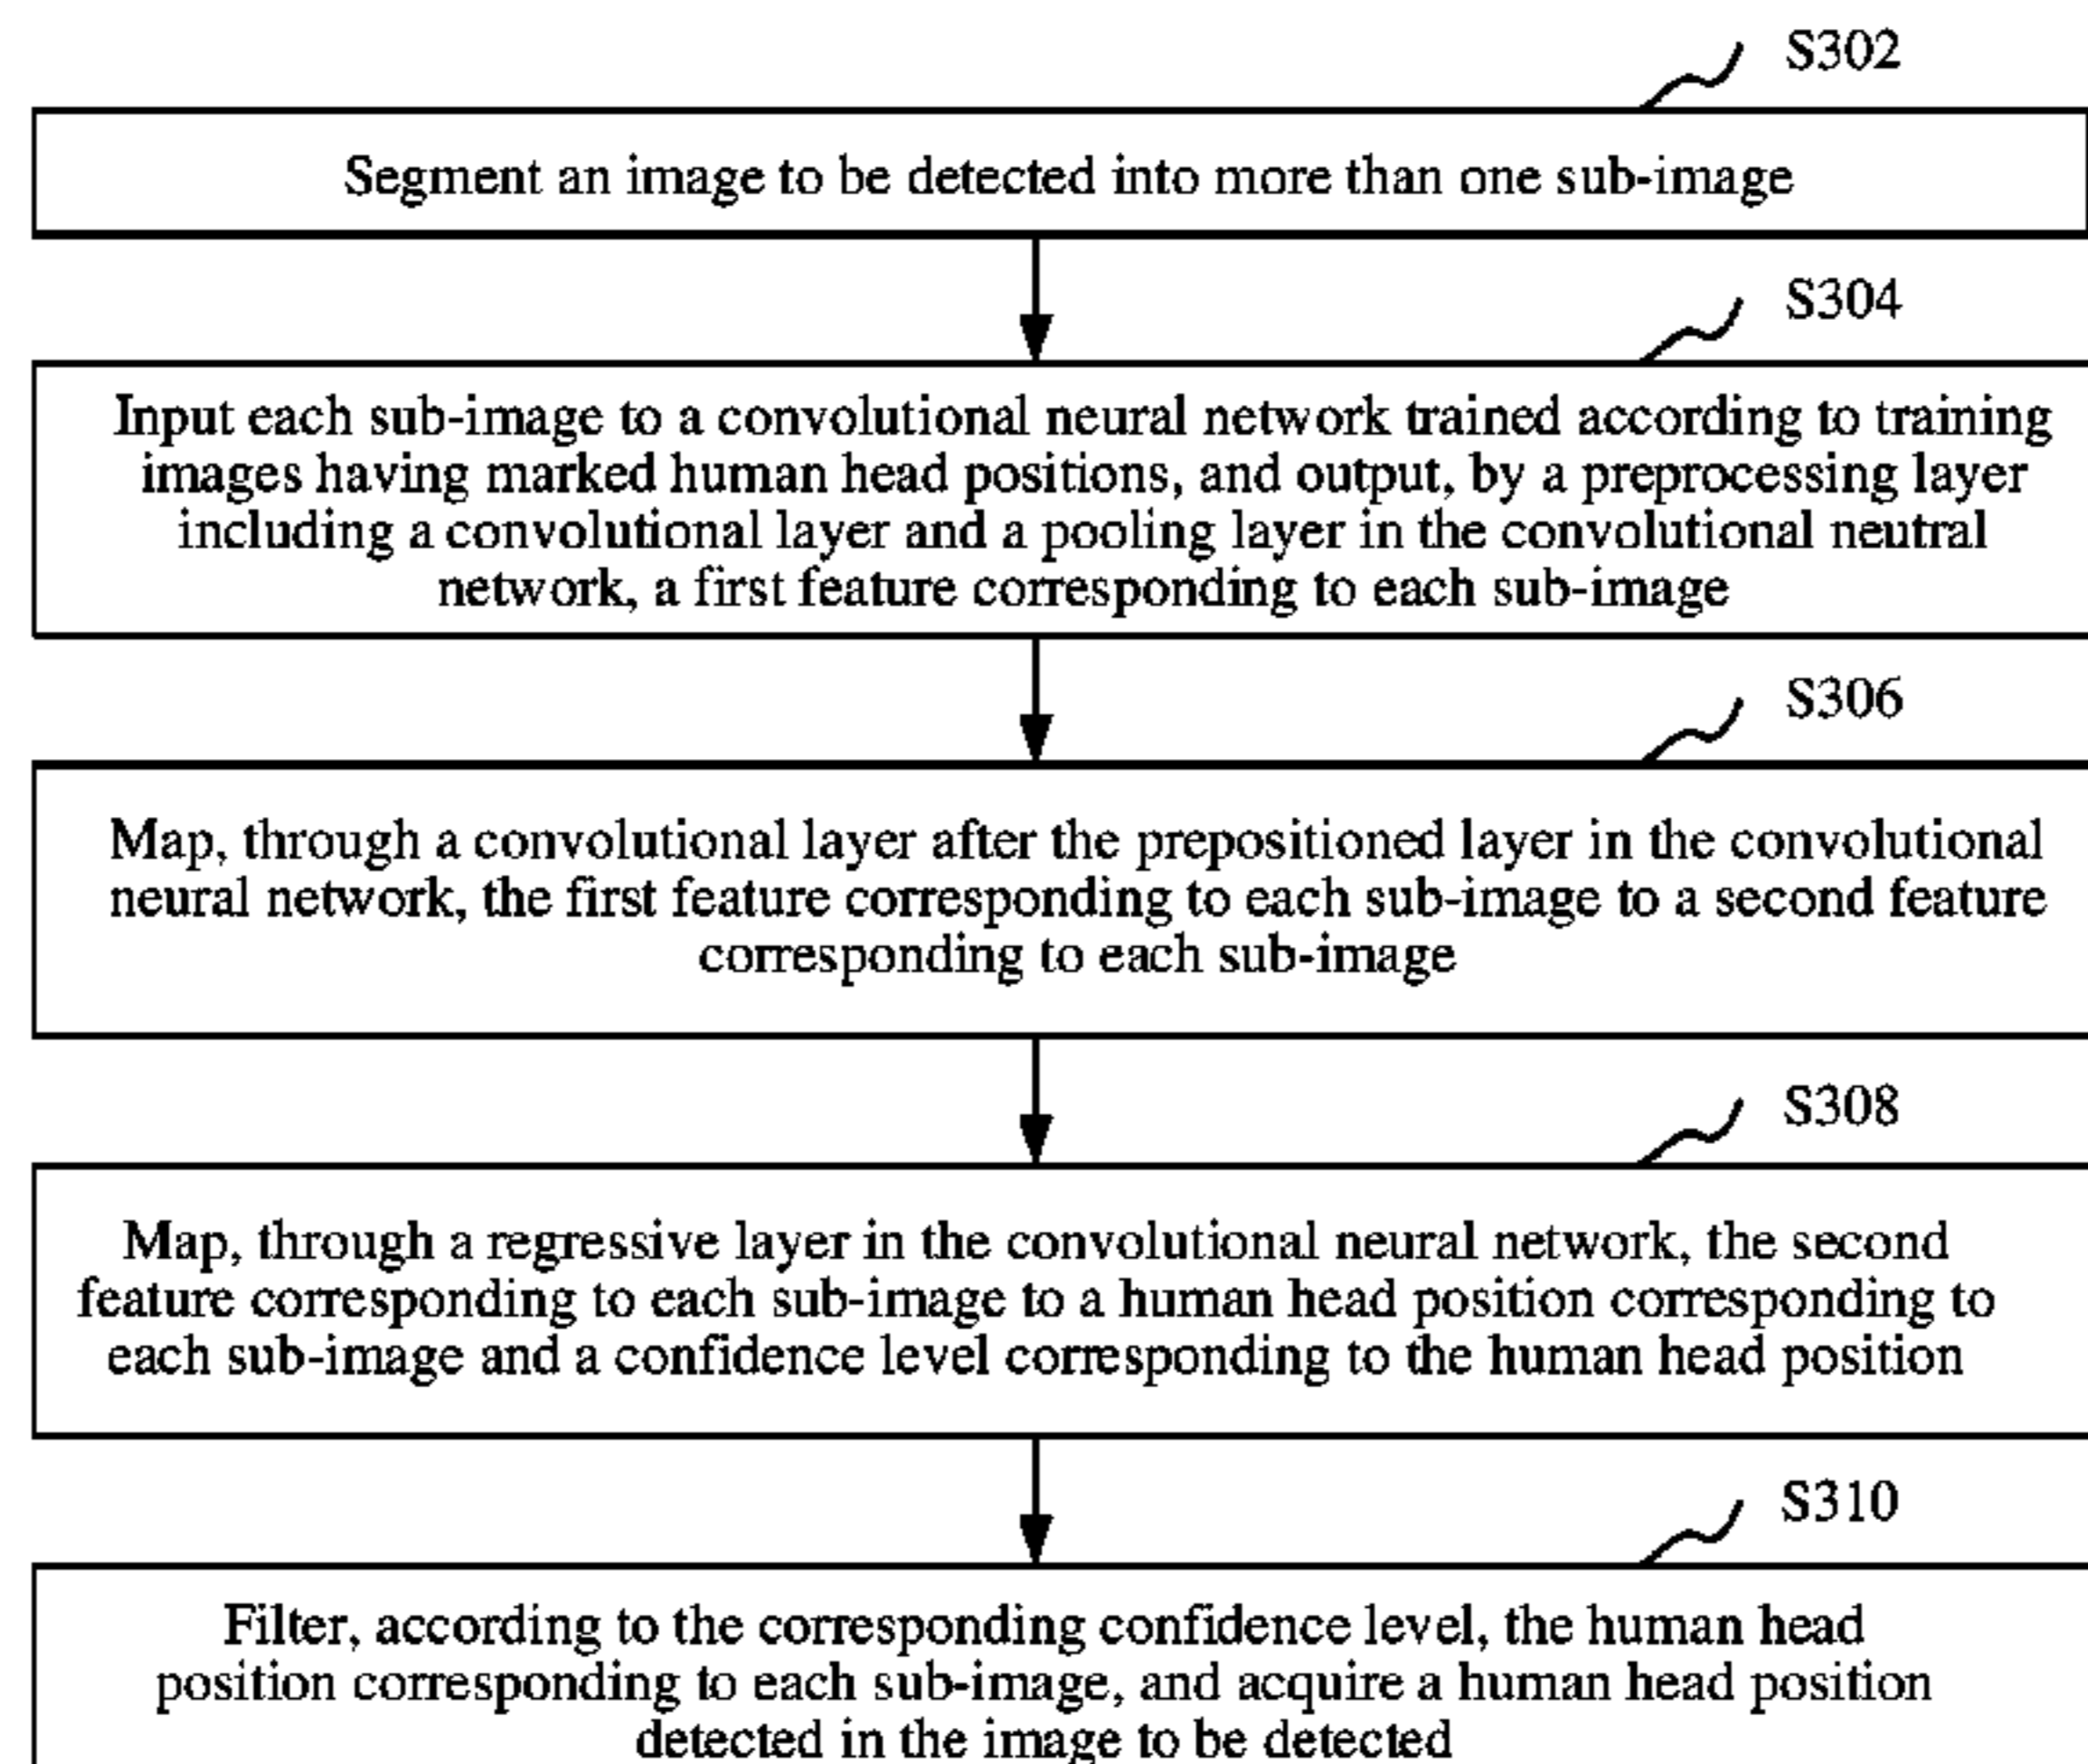 S302
Segment an image to be detected into more than one sub-image
S304
Input each sub-image to a convolutional neural network trained according to training
images having marked human head positions, and output, by a preprocessing layer
including a convolutional layer and a pooling layer in the convolutional neutral
network, a first feature corresponding to each sub-image
S306
Map, through a convolutional layer after the prepositioned layer in the convolutional
neural network, the first feature corresponding to each sub-image to a second feature
corresponding to each sub-image
S308
Map, through a regressive layer in the convolutional neural network, the second
feature corresponding to each sub-image to a human head position corresponding to
each sub-image and a confidence level corresponding to the human head position
S310
Filter, according to the corresponding confidence level, the human head
position corresponding to each sub-image, and acquire a human head position
detected in the image to be detected